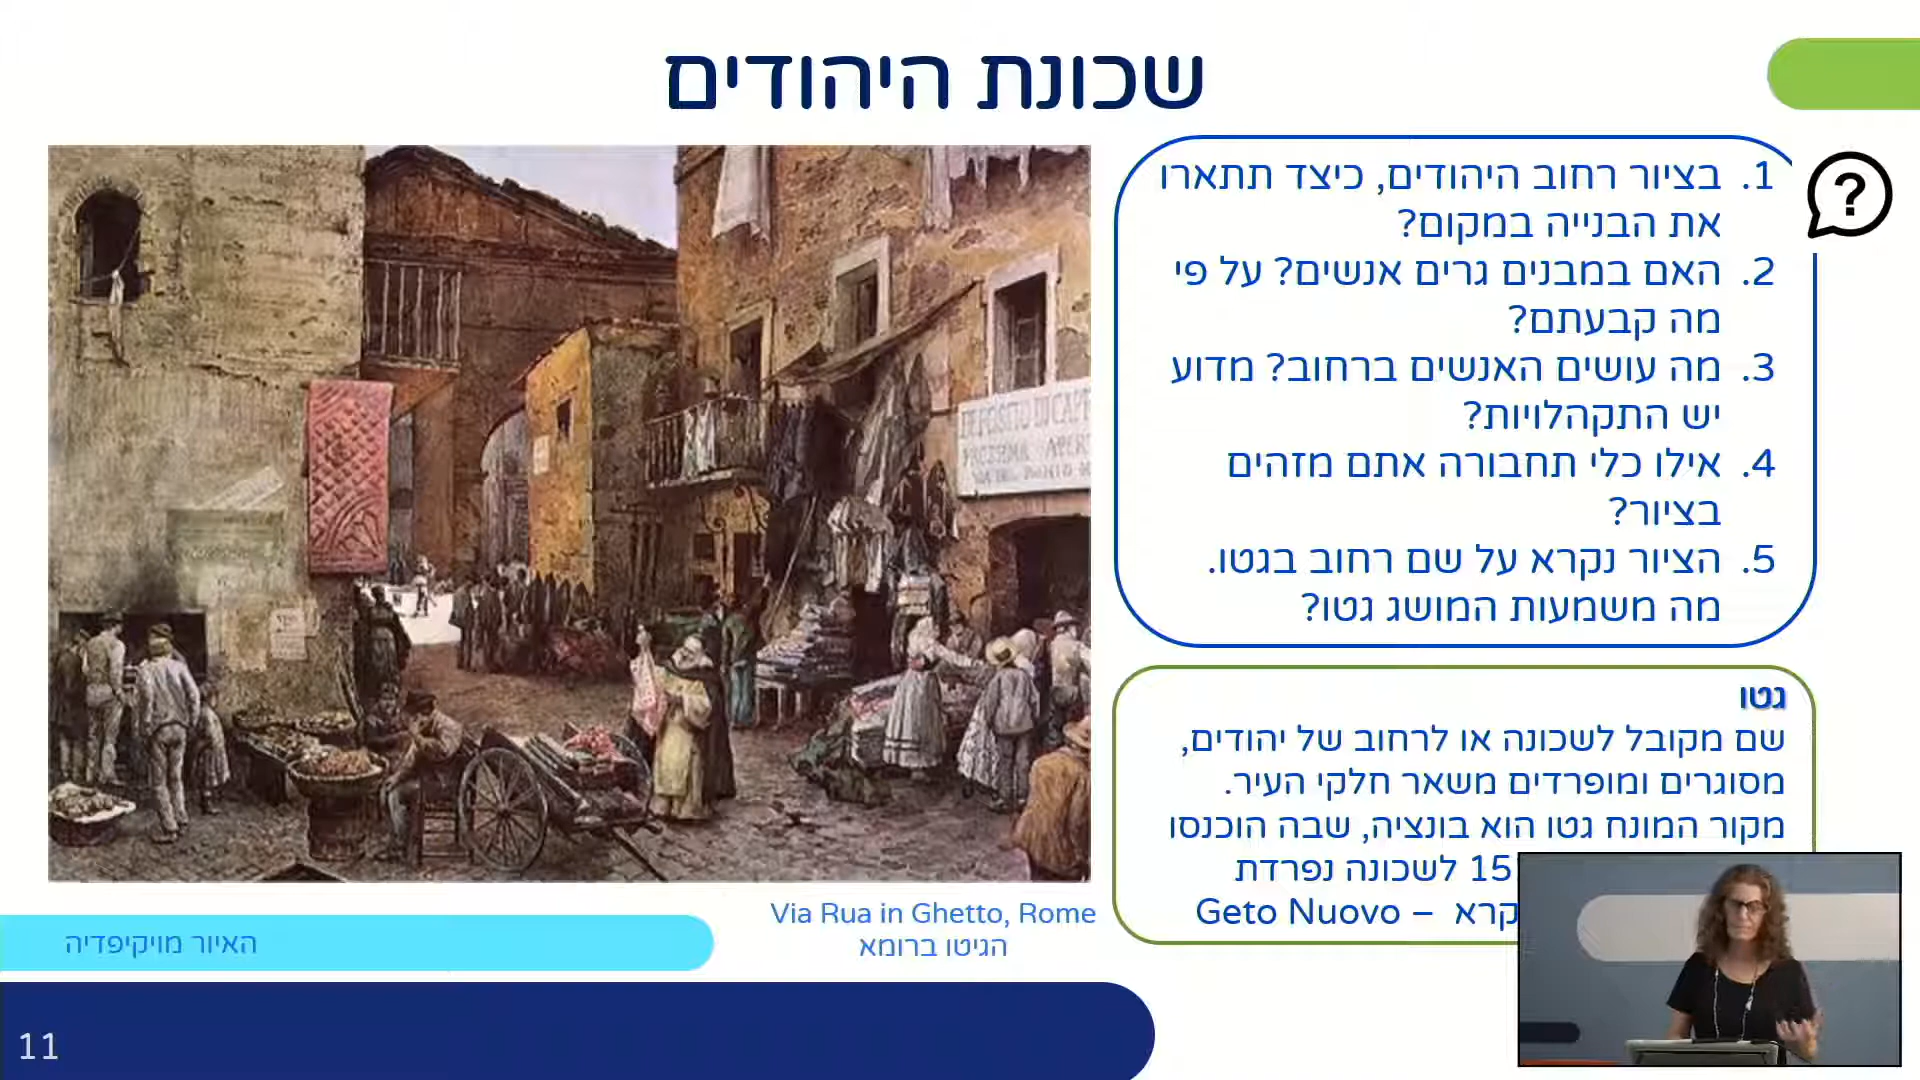 שכונת היהודים
1. בציור רחוב היהודים, כיצד תתארו
את הבנייה במקום?
2. האם במבנים גרים אנשים? על פי
מה קבעתם?
3. מה עושים האנשים ברחוב? מדוע
יש התקהלויות?
4. אילו כלי תחבורה אתם מזהים
בציור?
5. הציור נקרא על שם רחוב בגטו.
מה משמעות המושג גטו?
גטו
שם מקובל לשכונה או לרחוב של יהודים,
מסוגרים ומופרדים משאר חלקי העיר.
מקור המונח גטו הוא בונציה, שבה הוכנסו
15 לשכונה נפרדת
קרא – Geto Nuovo
Via Rua in Ghetto, Rome
הגיטו ברומא
האיור מויקיפדיה
11